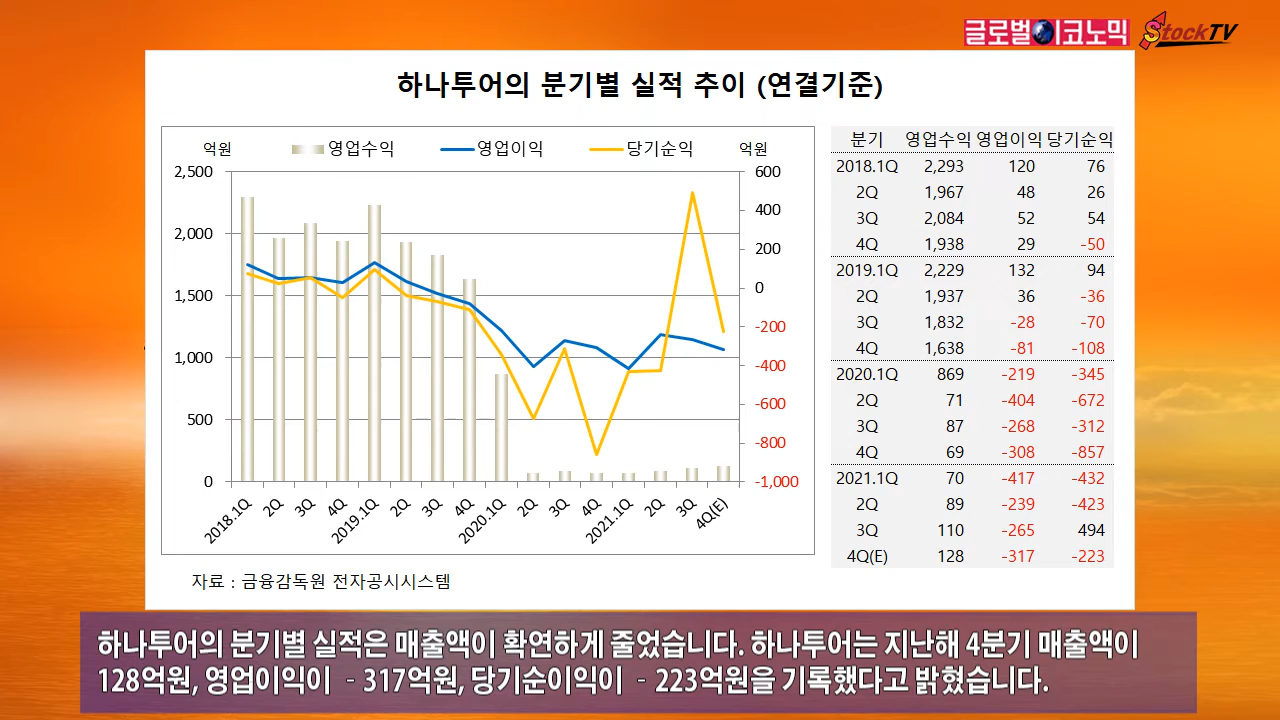 글로벌이코노믹 StockTV
하나투어의 분기별 실적 추이 (연결기준)
억원 영업수익 영업이익 당기순익 억원
2,500 600
400
2,000 200
0
1,500
-200
1,000 -400
-600
500
-800
0 -1,000
2018.1Q 2Q 3Q 4Q 2019.1Q 2Q 3Q 4Q 2020.1Q 2Q 3Q 4Q 2021.1Q 2Q 3Q 4Q(E)
분기 영업수익 영업이익 당기순익
2018.1Q 2,293 120 76
2Q 1,967 48 26
3Q 2,084 52 54
4Q 1,938 29 -50
2019.1Q 2,229 132 94
2Q 1,937 36 -36
3Q 1,832 -28 -70
4Q 1,638 -81 -108
2020.1Q 869 -219 -345
2Q 71 -404 -672
3Q 87 -268 -312
4Q 69 -308 -857
2021.1Q 70 -417 -432
2Q 89 -239 -423
3Q 110 -265 494
4Q(E) 128 -317 -223
자료 : 금융감독원 전자공시시스템
하나투어의 분기별 실적은 매출액이 확연하게 줄었습니다. 하나투어는 지난해 4분기 매출액이
128억원, 영업이익이 -317억원, 당기순이익이 -223억원을 기록했다고 밝혔습니다.